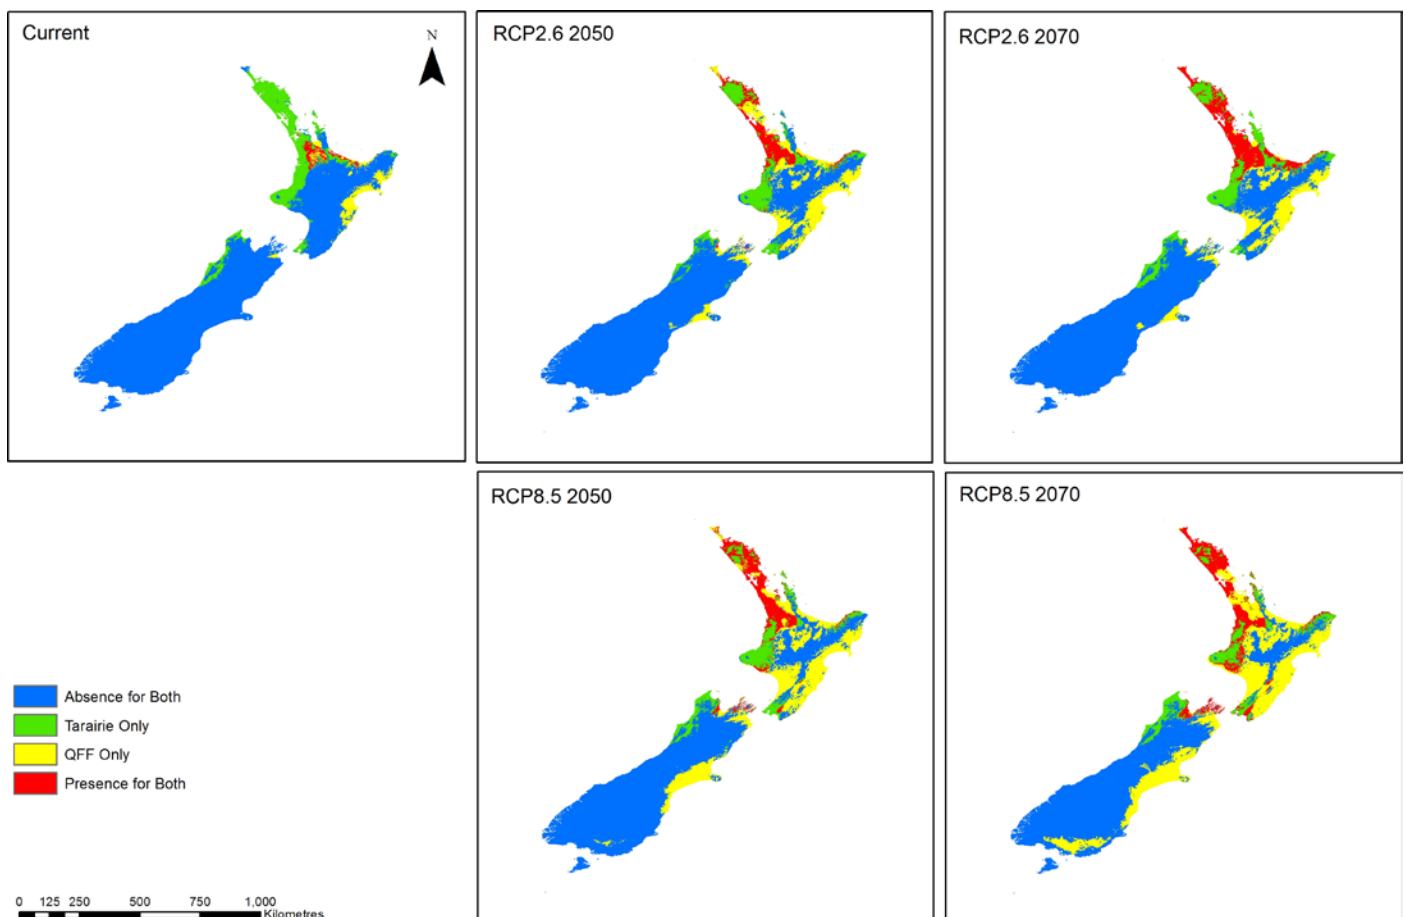 Current
N
RCP2.6 2050
RCP2.6 2070
RCP8.5 2050
RCP8.5 2070
Absence for Both
Tarairie Only
QFF Only
Presence for Both
0 125 250 500 750 1,000
Kilometres